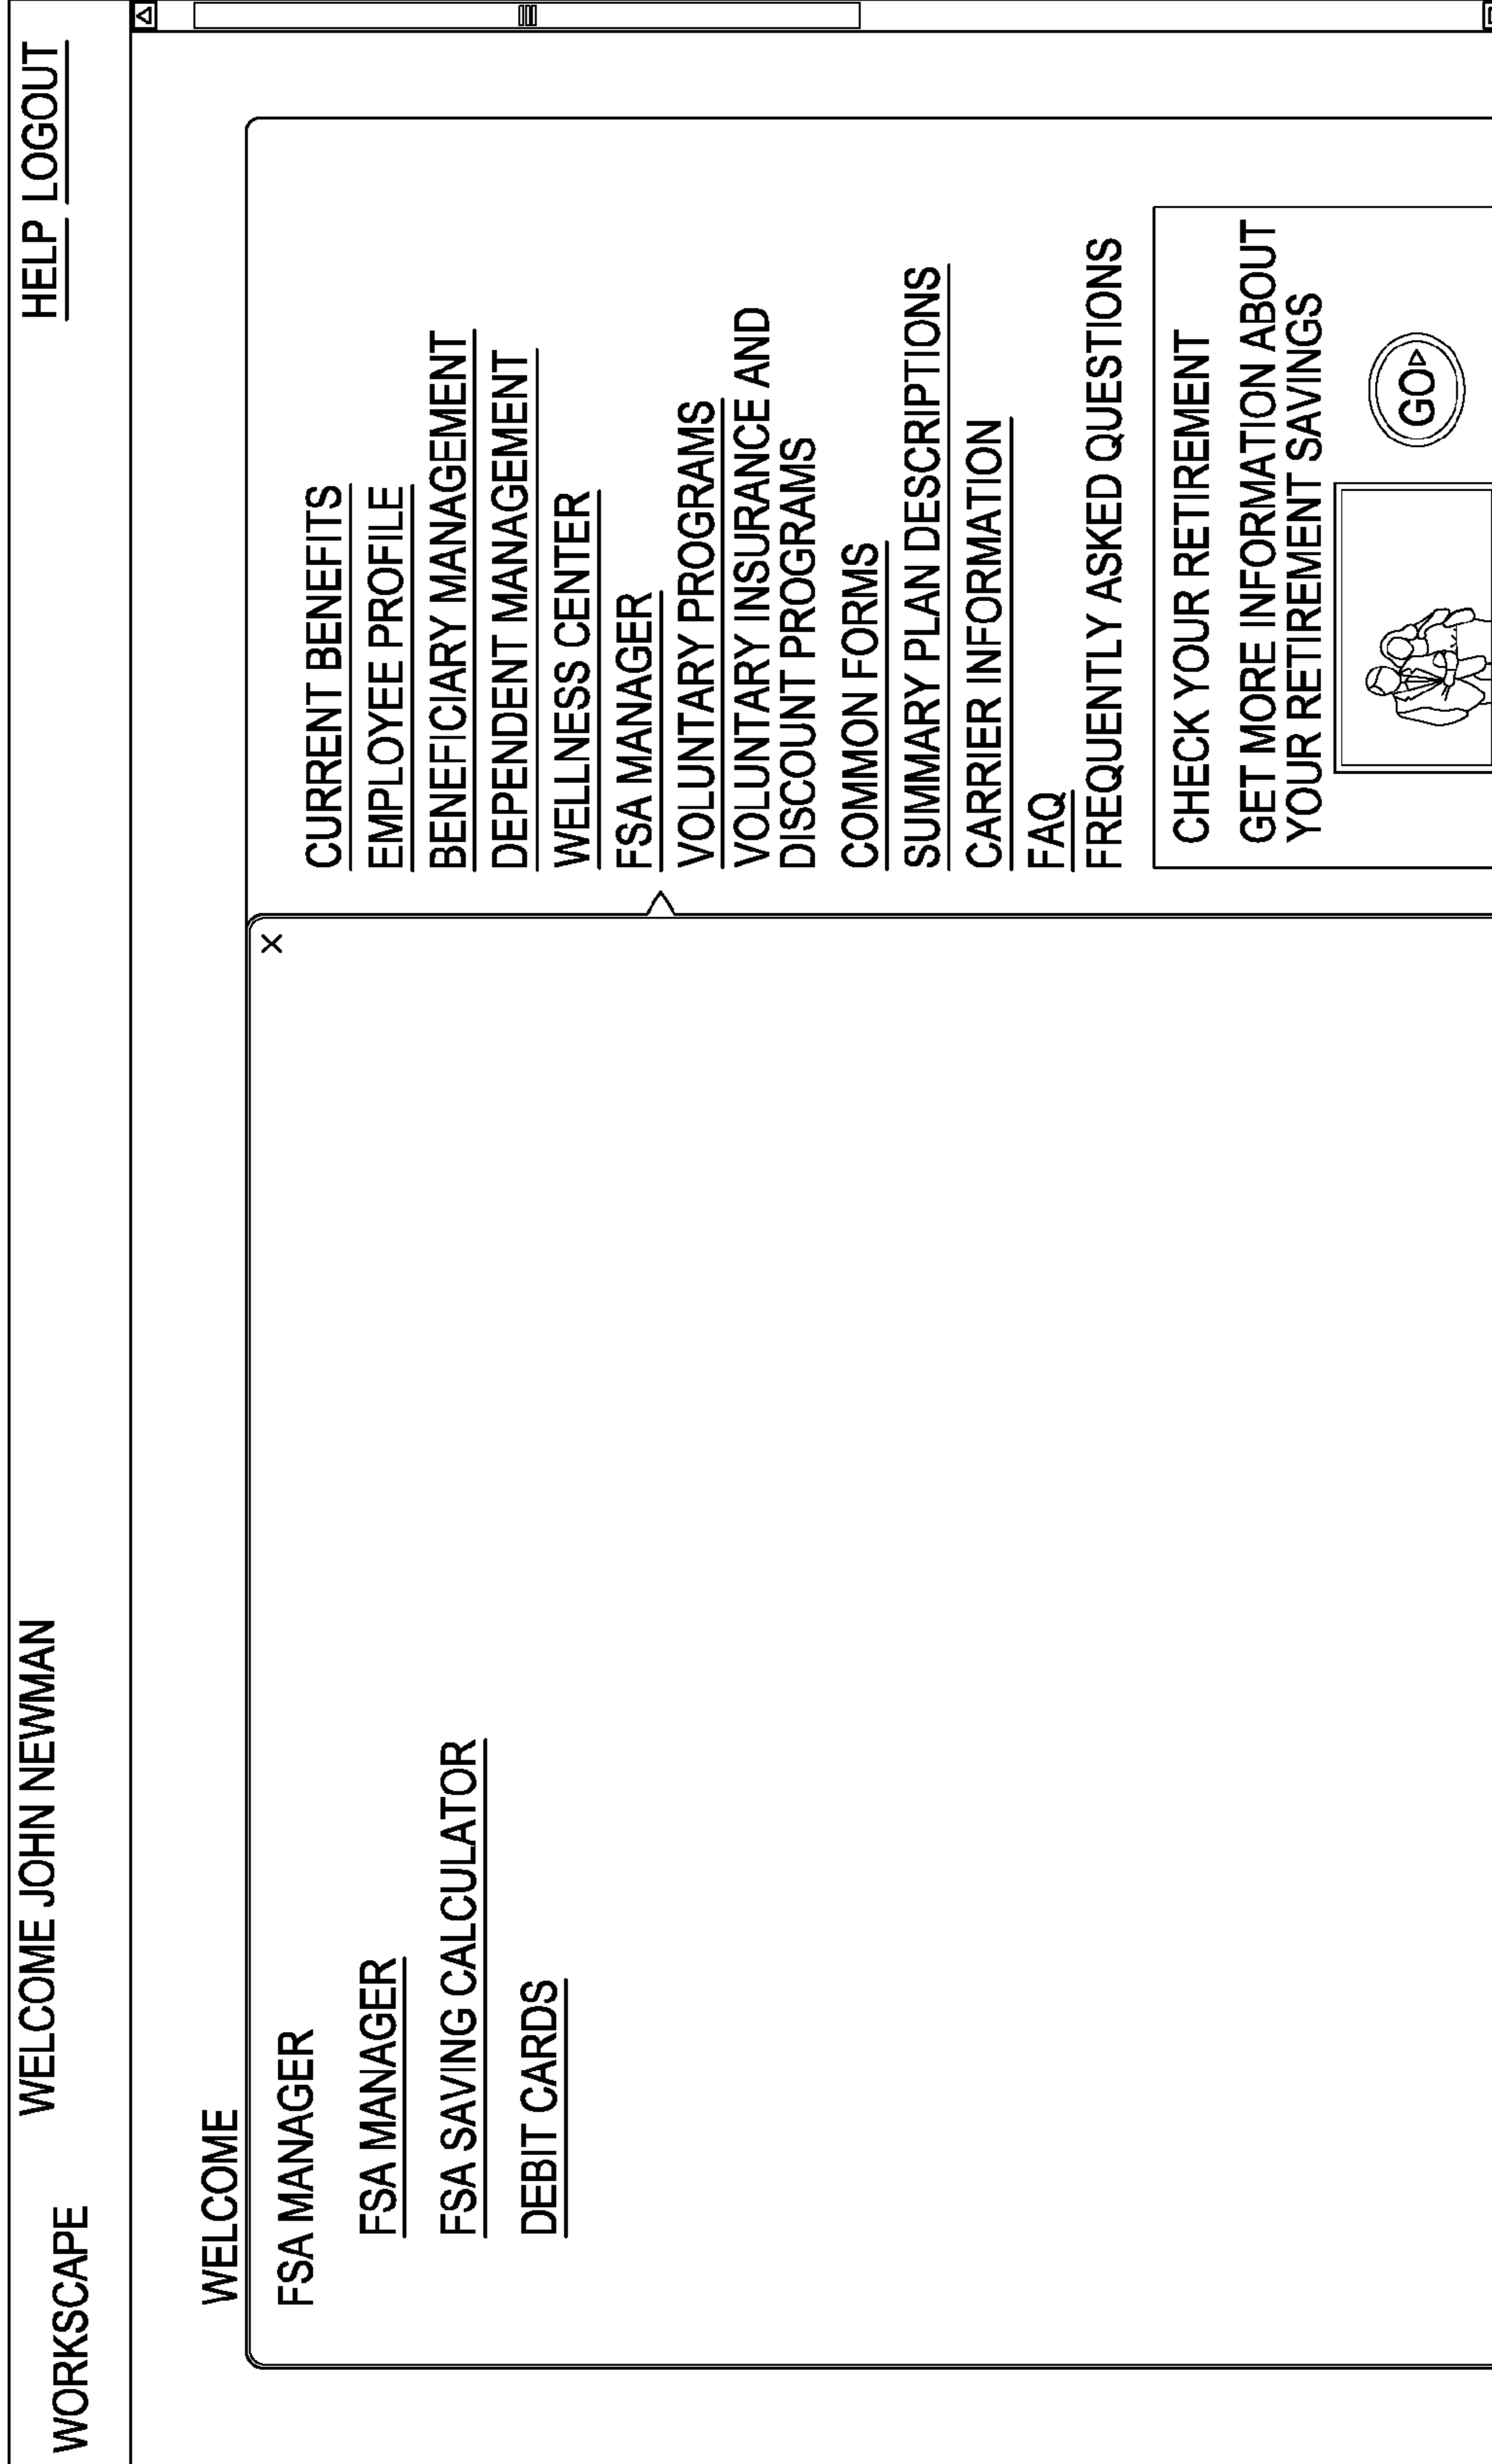 WORKSCAPE
WELCOME JOHN NEWMAN
HELP LOGOUT
WELCOME
FSA MANAGER
FSA MANAGER
FSA SAVING CALCULATOR
DEBIT CARDS
X
CURRENT BENEFITS
EMPLOYEE PROFILE
BENEFICIARY MANAGEMENT
DEPENDENT MANAGEMENT
WELLNESS CENTER
FSA MANAGER
VOLUNTARY PROGRAMS
VOLUNTARY INSURANCE AND
DISCOUNT PROGRAMS
COMMON FORMS
SUMMARY PLAN DESCRIPTIONS
CARRIER INFORMATION
FAQ
FREQUENTLY ASKED QUESTIONS
CHECK YOUR RETIREMENT
GET MORE INFORMATION ABOUT
YOUR RETIREMENT SAVINGS
GO